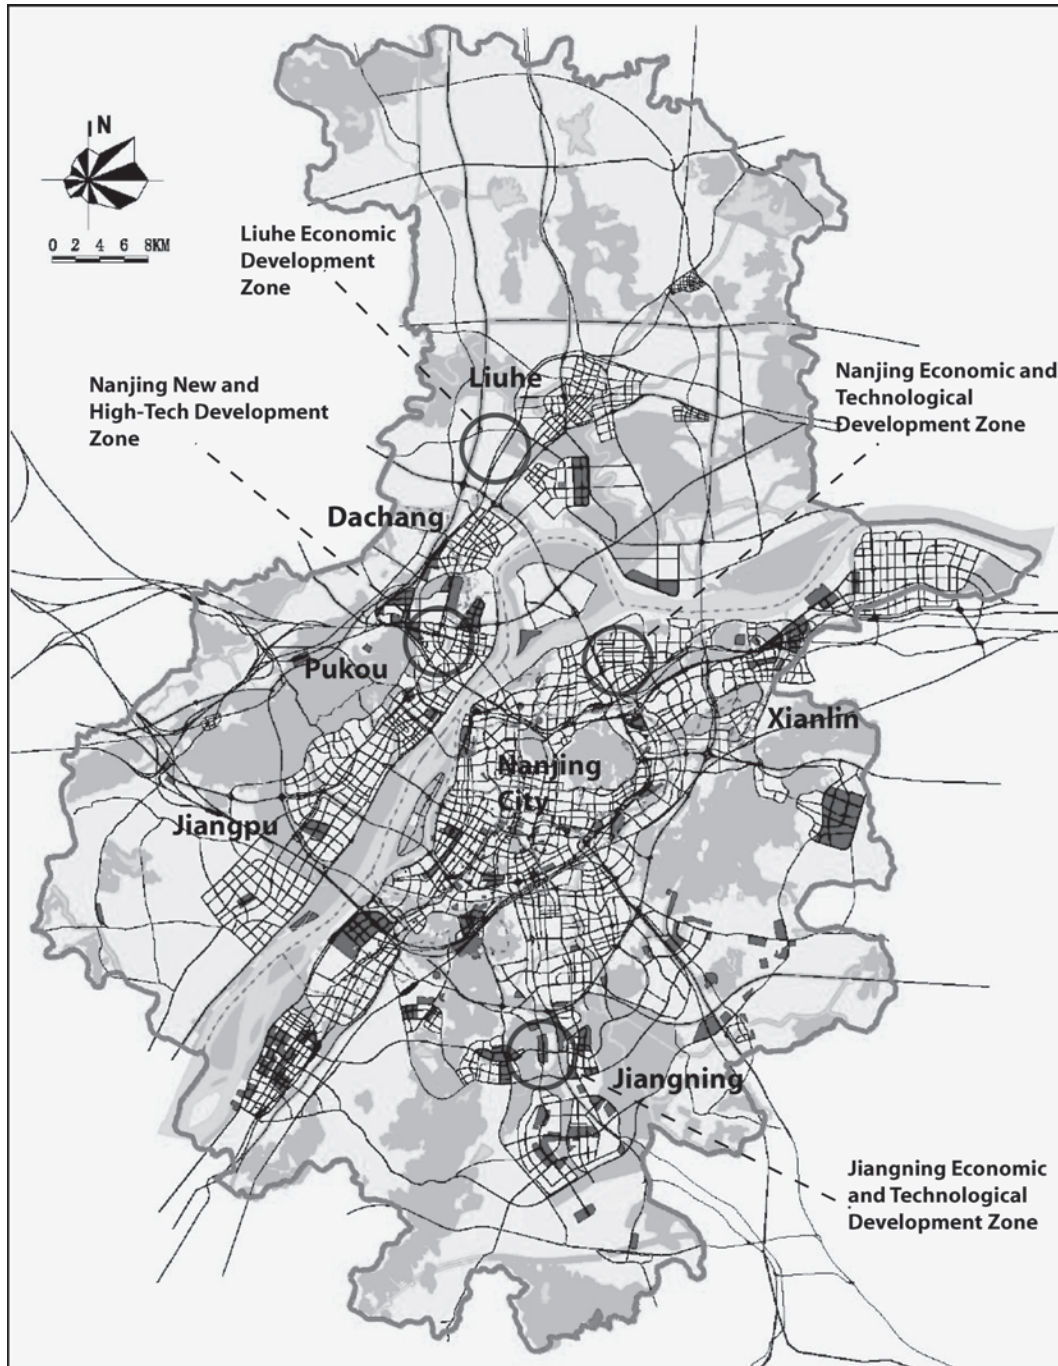 N
0 2 4 6 8KM
Liuhe Economic
Development
Zone
Nanjing New and
High-Tech Development
Zone
Liuhe
Nanjing Economic and
Technological
Development Zone
Dachang
Pukou
Xianlin
Nanjing
City
Jiangpu
Jiangning
Jiangning Economic
and Technological
Development Zone